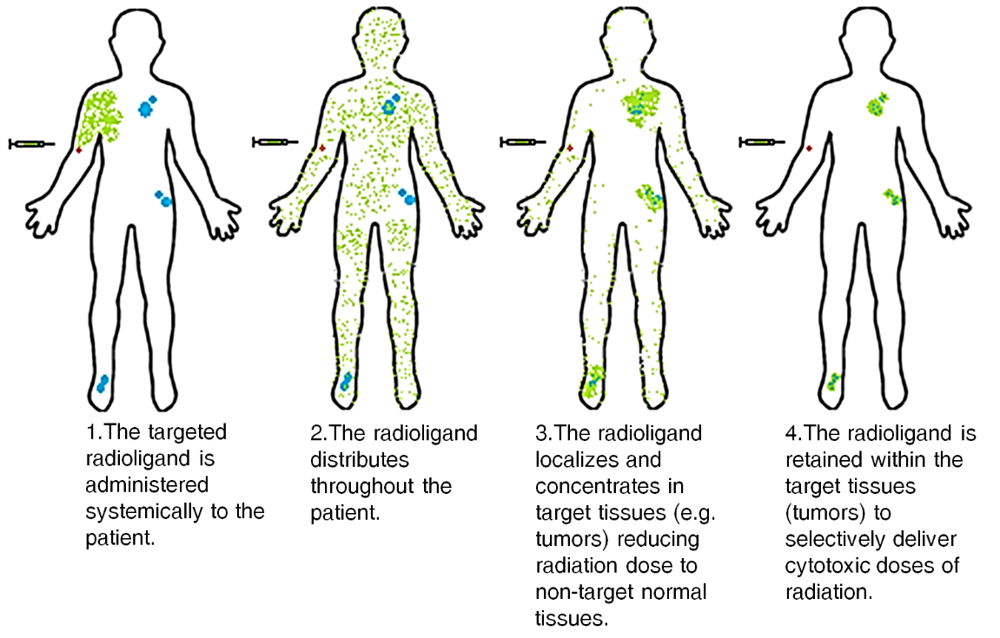 1.The targeted
radioligand is
administered
systemically to the
patient.
2.The radioligand
distributes
throughout the
patient.
3.The radioligand
localizes and
concentrates in
target tissues (e.g.
tumors) reducing
radiation dose to
non-target normal
tissues.
4.The radioligand is
retained within the
target tissues
(tumors) to
selectively deliver
cytotoxic doses of
radiation.